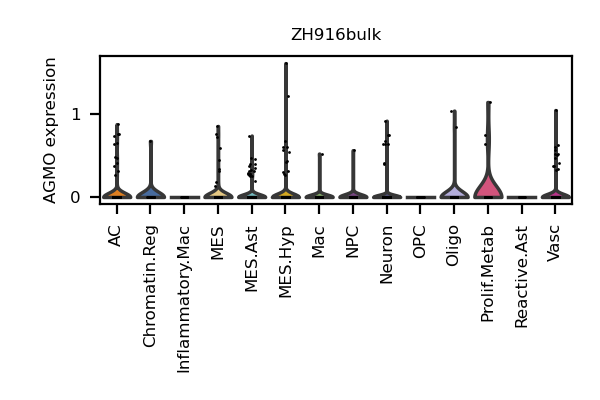 ZH916bulk
AGMO expression
1
0
AC
Chromatin.Reg
Inflammatory.Mac
MES
MES.Ast
MES.Hyp
Mac
NPC
Neuron
OPC
Oligo
Prolif.Metab
Reactive.Ast
Vasc